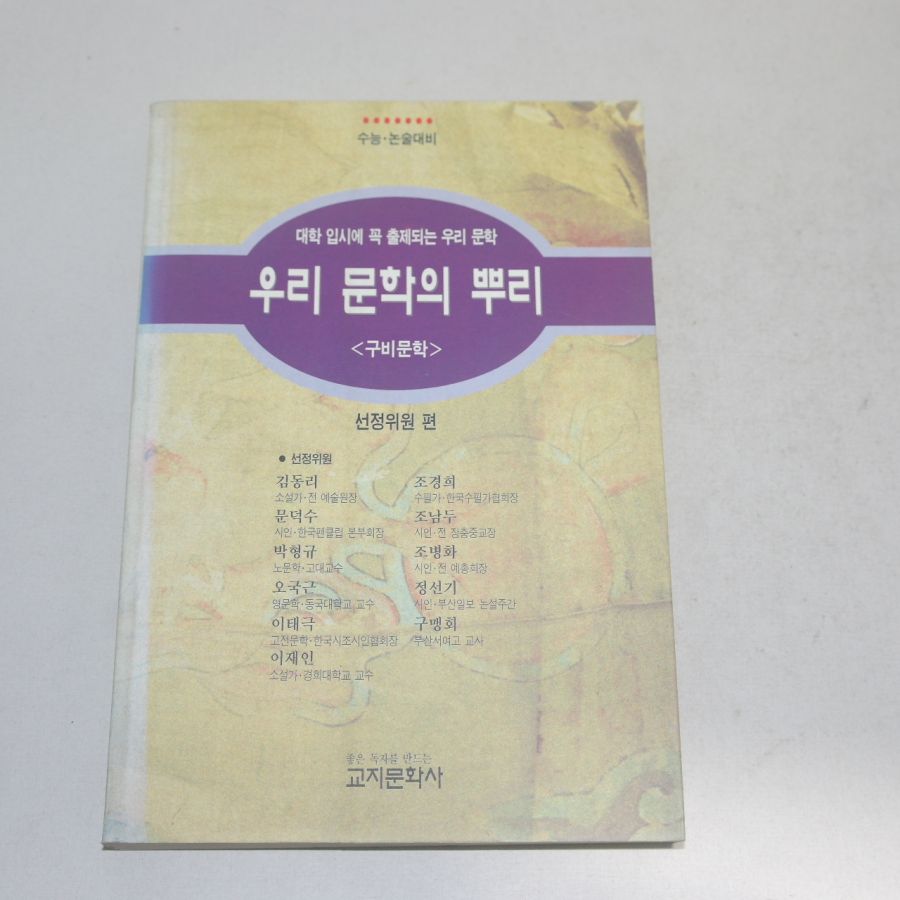 수능·논술대비
대학 입시에 꼭 출제되는 우리 문학
우리 문학의 뿌리
<구비문학>
선정위원 편
● 선정위원
김동리
소설가·전 예술원장
문덕수
시인·한국펜클럽 본부회장
박형규
노문학·고대교수
오국근
영문학·동국대학교 교수
이태극
고전문학·한국시조시인협회장
이재인
소설가·경희대학교 교수
조경희
수필가·한국수필가협회장
조남두
시인·전 장충중교장
조병화
시인·전 예총회장
정선기
시인·부산일보 논설주간
구맹회
부산서여고 교사
좋은 독자를 만드는
교지문화사